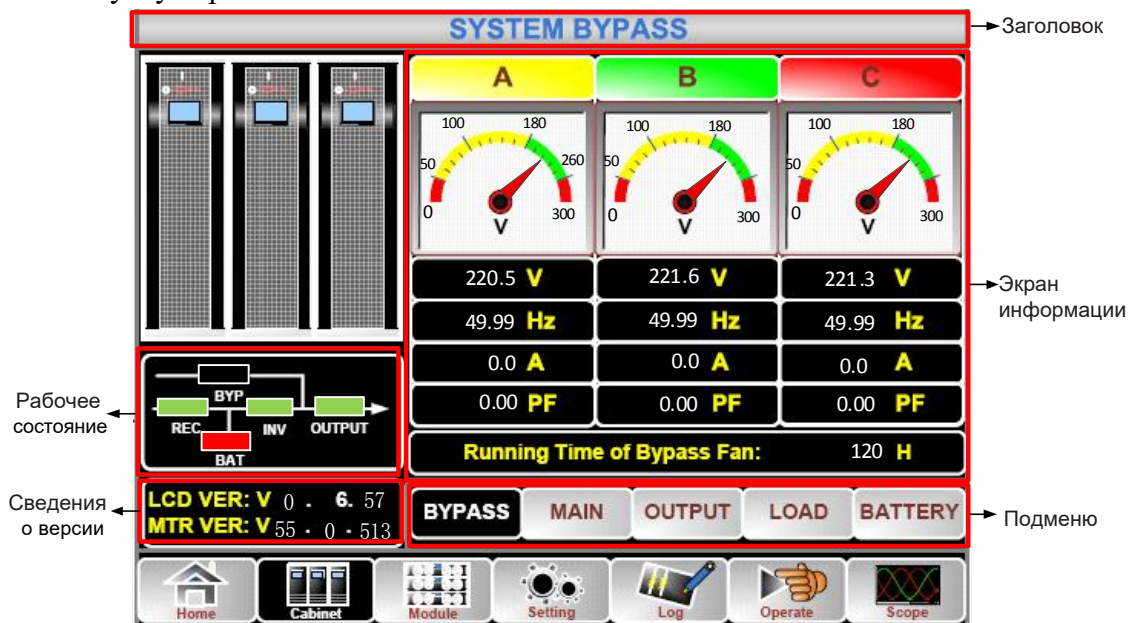 SYSTEM BYPASS
Заголовок
A B C
100 180
50 260
0 300
V
100 180
50
0 300
V
100 180
50
0 300
V
220.5 V 221.6 V 221.3 V
49.99 Hz 49.99 Hz 49.99 Hz
0.0 A 0.0 A 0.0 A
0.00 PF 0.00 PF 0.00 PF
Running Time of Bypass Fan: 120 H
Экран
информации
BYP
REC INV OUTPUT
BAT
Рабочее
состояние
LCD VER: V 0 . 6. 57
MTR VER: V 55 . 0 . 513
Сведения
о версии
BYPASS MAIN OUTPUT LOAD BATTERY
Подменю
Home Cabinet Module Setting Log Operate Scope